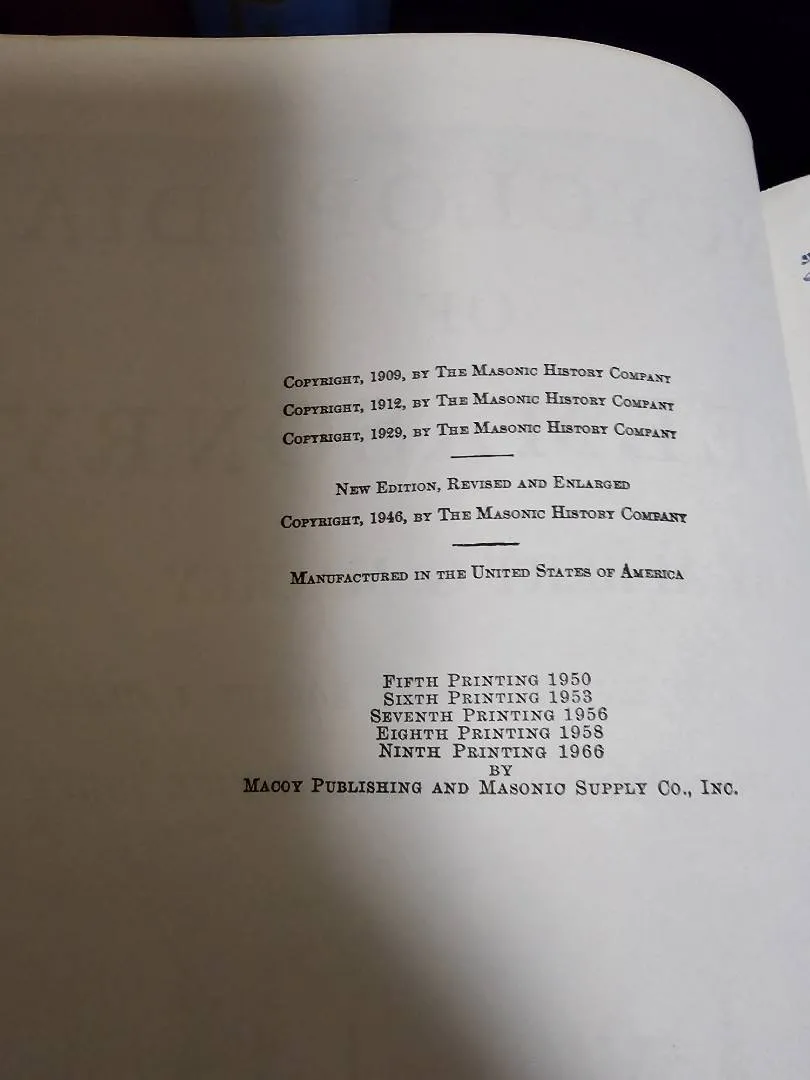 Copyright, 1909, by The Masonic History Company
Copyright, 1912, by The Masonic History Company
Copyright, 1929, by The Masonic History Company
New Edition, Revised and Enlarged
Copyright, 1946, by The Masonic History Company
Manufactured in the United States of America
Fifth Printing 1950
Sixth Printing 1953
Seventh Printing 1956
Eighth Printing 1958
Ninth Printing 1966
by
Macoy Publishing and Masonic Supply Co., Inc.